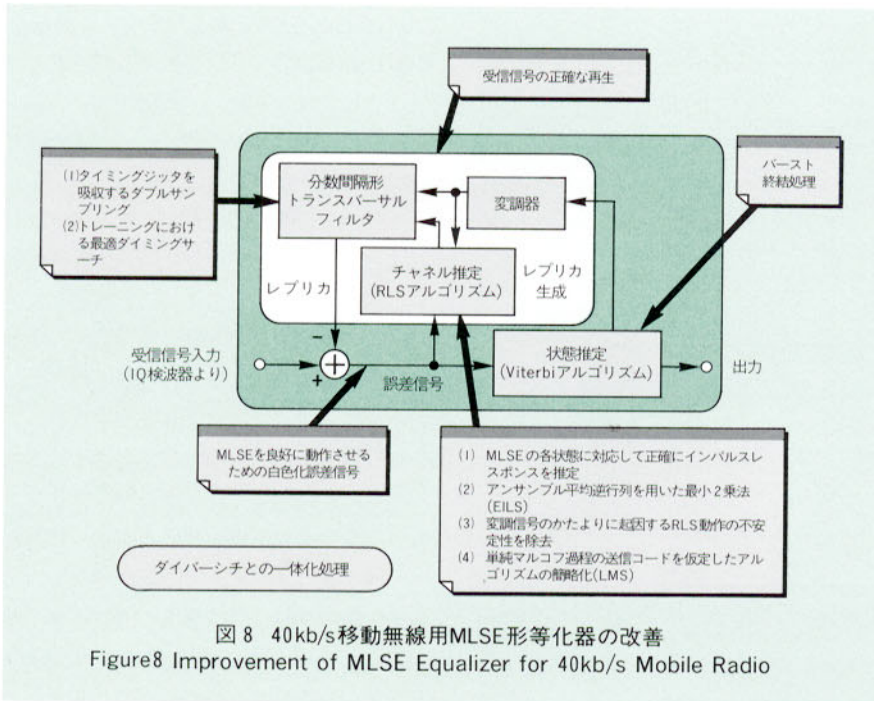 受信信号の正確な再生
(1)タイミングジッタを
吸収するダブルサン
プリング
(2)トレーニングにおけ
る最適ダイミングサ
ーチ
分数間隔形
トランスバーサル
フィルタ
変調器
バースト
終結処理
チャネル推定
(RLSアルゴリズム)
レプリカ
レプリカ
生成
受信信号入力
(IQ検波器より)
−
+
+
誤差信号
状態推定
(Viterbiアルゴリズム)
出力
MLSEを良好に動作させる
ための白色化誤差信号
(1) MLSEの各状態に対応して正確にインパルスレ
スポンスを推定
(2) アンサンブル平均逆行列を用いた最小2乗法
(EILS)
(3) 変調信号のかたよりに起因するRLS動作の不安
定性を除去
(4) 単純マルコフ過程の送信コードを仮定したアル
ゴリズムの簡略化(LMS)
ダイバーシチとの一体化処理
図8 40kb/s移動無線用MLSE形等化器の改善
Figure8 Improvement of MLSE Equalizer for 40kb/s Mobile Radio